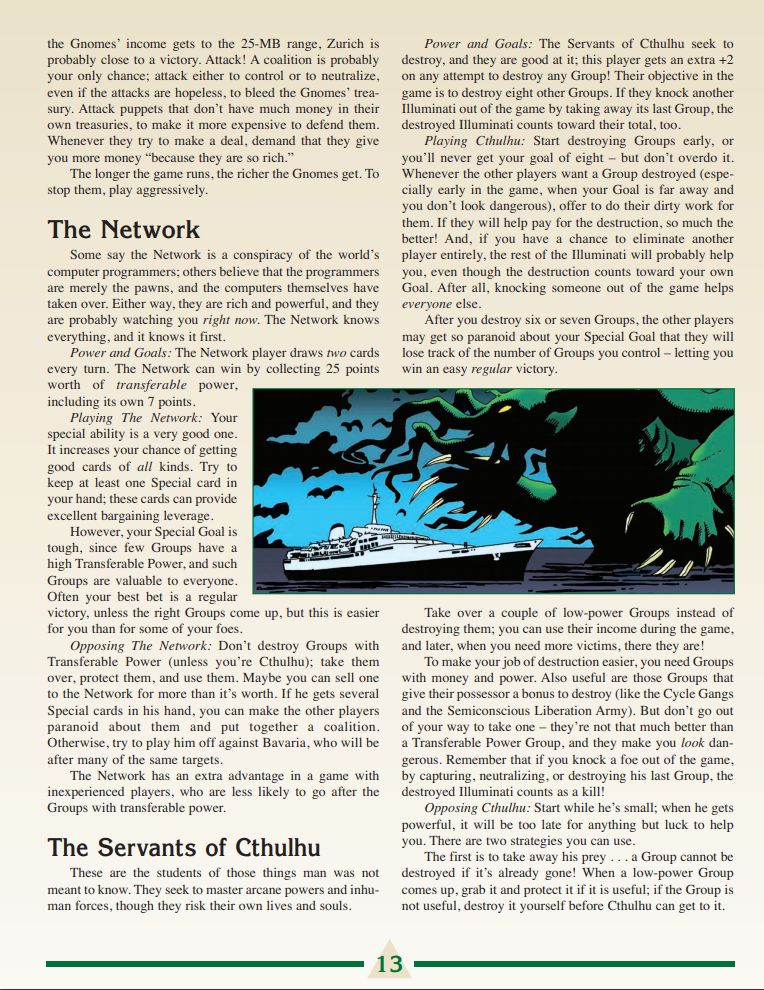 the Gnomes' income gets to the 25-MB range, Zurich is
probably close to a victory. Attack! A coalition is probably
your only chance; attack either to control or to neutralize,
even if the attacks are hopeless, to bleed the Gnomes' trea-
sury. Attack puppets that don't have much money in their
own treasuries, to make it more expensive to defend them.
Whenever they try to make a deal, demand that they give
you more money “because they are so rich.”
The longer the game runs, the richer the Gnomes get. To
stop them, play aggressively.
The Network
Some say the Network is a conspiracy of the world's
computer programmers; others believe that the programmers
are merely the pawns, and the computers themselves have
taken over. Either way, they are rich and powerful, and they
are probably watching you right now. The Network knows
everything, and it knows it first.
Power and Goals: The Network player draws two cards
every turn. The Network can win by collecting 25 points
worth of transferable power,
including its own 7 points.
Playing The Network: Your
special ability is a very good one.
It increases your chance of getting
good cards of all kinds. Try to
keep at least one Special card in
your hand; these cards can provide
excellent bargaining leverage.
However, your Special Goal is
tough, since few Groups have a
high Transferable Power, and such
Groups are valuable to everyone.
Often your best bet is a regular
victory, unless the right Groups come up, but this is easier
for you than for some of your foes.
Opposing The Network: Don't destroy Groups with
Transferable Power (unless you're Cthulhu); take them
over, protect them, and use them. Maybe you can sell one
to the Network for more than it's worth. If he gets several
Special cards in his hand, you can make the other players
paranoid about them and put together a coalition.
Otherwise, try to play him off against Bavaria, who will be
after many of the same targets.
The Network has an extra advantage in a game with
inexperienced players, who are less likely to go after the
Groups with transferable power.
The Servants of Cthulhu
These are the students of those things man was not
meant to know. They seek to master arcane powers and inhu-
man forces, though they risk their own lives and souls.
Power and Goals: The Servants of Cthulhu seek to
destroy, and they are good at it; this player gets an extra +2
on any attempt to destroy any Group! Their objective in the
game is to destroy eight other Groups. If they knock another
Illuminati out of the game by taking away its last Group, the
destroyed Illuminati counts toward their total, too.
Playing Cthulhu: Start destroying Groups early, or
you'll never get your goal of eight – but don't overdo it.
Whenever the other players want a Group destroyed (espe-
cially early in the game, when your Goal is far away and
you don't look dangerous), offer to do their dirty work for
them. If they will help pay for the destruction, so much the
better! And, if you have a chance to eliminate another
player entirely, the rest of the Illuminati will probably help
you, even though the destruction counts toward your own
Goal. After all, knocking someone out of the game helps
everyone else.
After you destroy six or seven Groups, the other players
may get so paranoid about your Special Goal that they will
lose track of the number of Groups you control – letting you
win an easy regular victory.
Take over a couple of low-power Groups instead of
destroying them; you can use their income during the game,
and later, when you need more victims, there they are!
To make your job of destruction easier, you need Groups
with money and power. Also useful are those Groups that
give their possessor a bonus to destroy (like the Cycle Gangs
and the Semiconscious Liberation Army). But don't go out
of your way to take one – they're not that much better than
a Transferable Power Group, and they make you look dan-
gerous. Remember that if you knock a foe out of the game,
by capturing, neutralizing, or destroying his last Group, the
destroyed Illuminati counts as a kill!
Opposing Cthulhu: Start while he's small; when he gets
powerful, it will be too late for anything but luck to help
you. There are two strategies you can use.
The first is to take away his prey . . . a Group cannot be
destroyed if it's already gone! When a low-power Group
comes up, grab it and protect it if it is useful; if the Group is
not useful, destroy it yourself before Cthulhu can get to it.
13